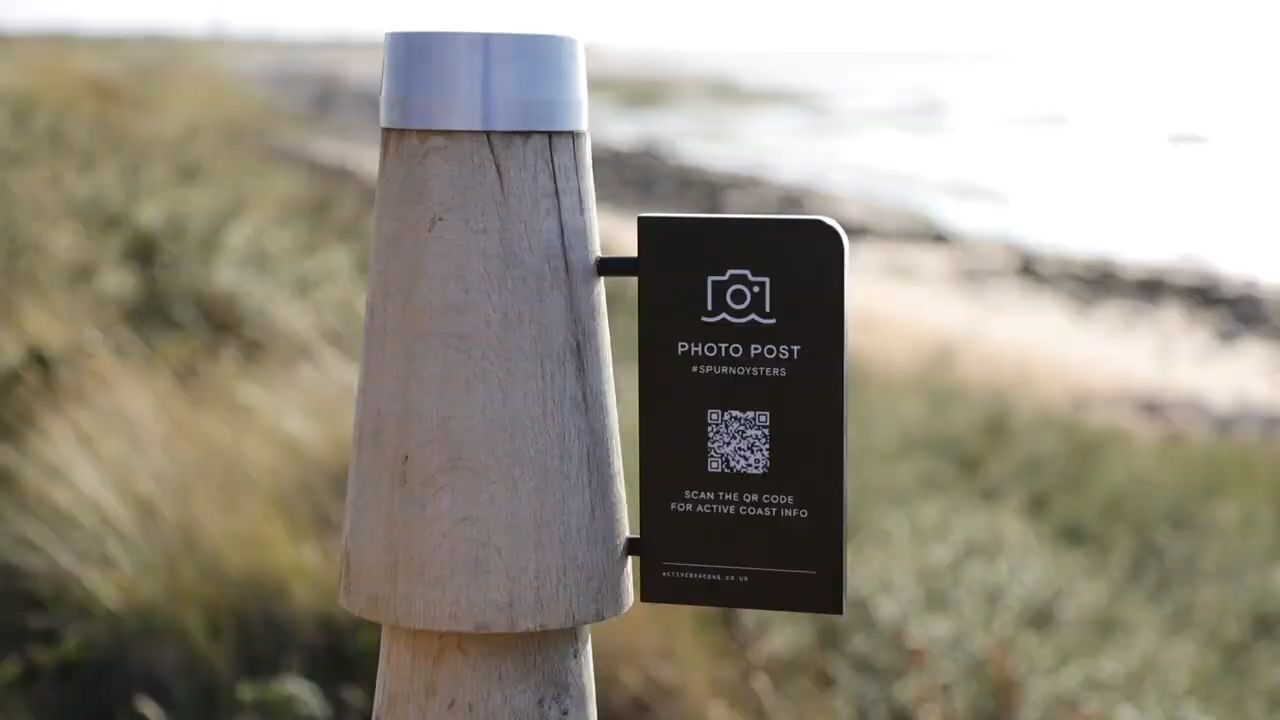 PHOTO POST
#SPURNOYSTERS
SCAN THE QR CODE
FOR ACTIVE COAST INFO
ACTIVEBEACONS.CO.UK